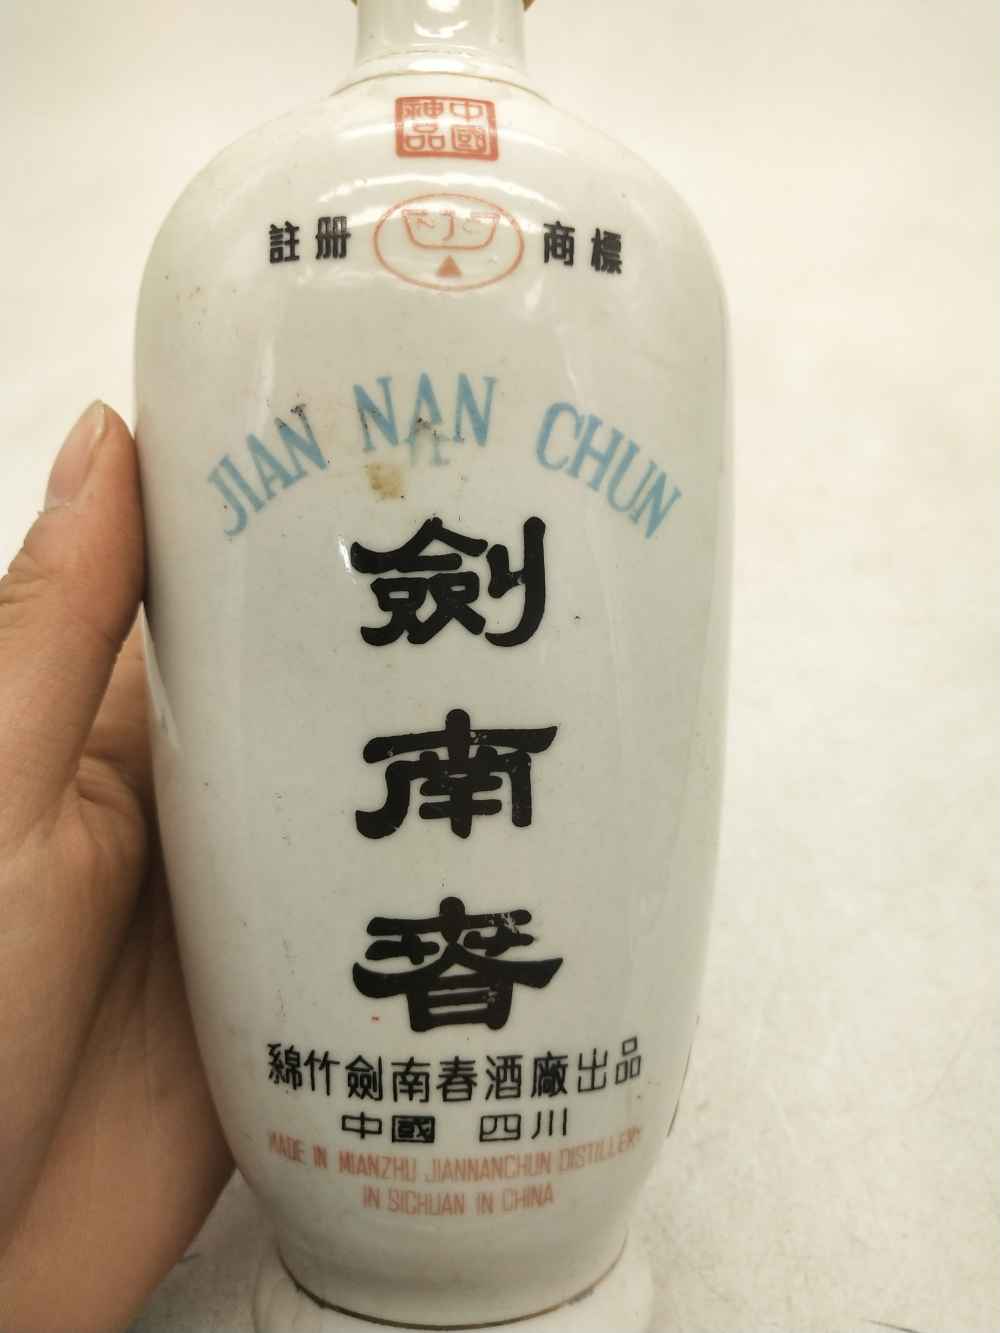 中國
神品
註册 商標
JIAN NAN CHUN
劍
南
春
綿竹劍南春酒廠出品
中國 四川
MADE IN MIANZHU JIANNANCHUN DISTILLERY
IN SICHUAN IN CHINA